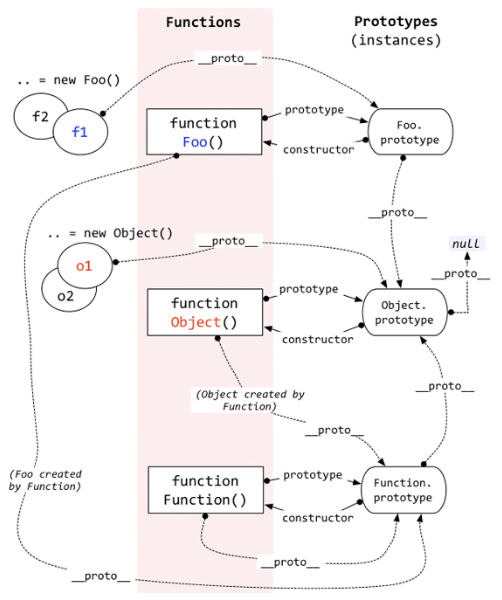 Functions
Prototypes
(instances)
__proto__
.. = new Foo()
f2
f1
function
Foo()
prototype
constructor
Foo.
prototype
__proto__
.. = new Object()
o1
o2
__proto__
null
__proto__
function
Object()
prototype
constructor
Object.
prototype
(Object created by
Function)
__proto__
__proto__
(Foo created
by Function)
function
Function()
prototype
constructor
Function.
prototype
__proto__
__proto__